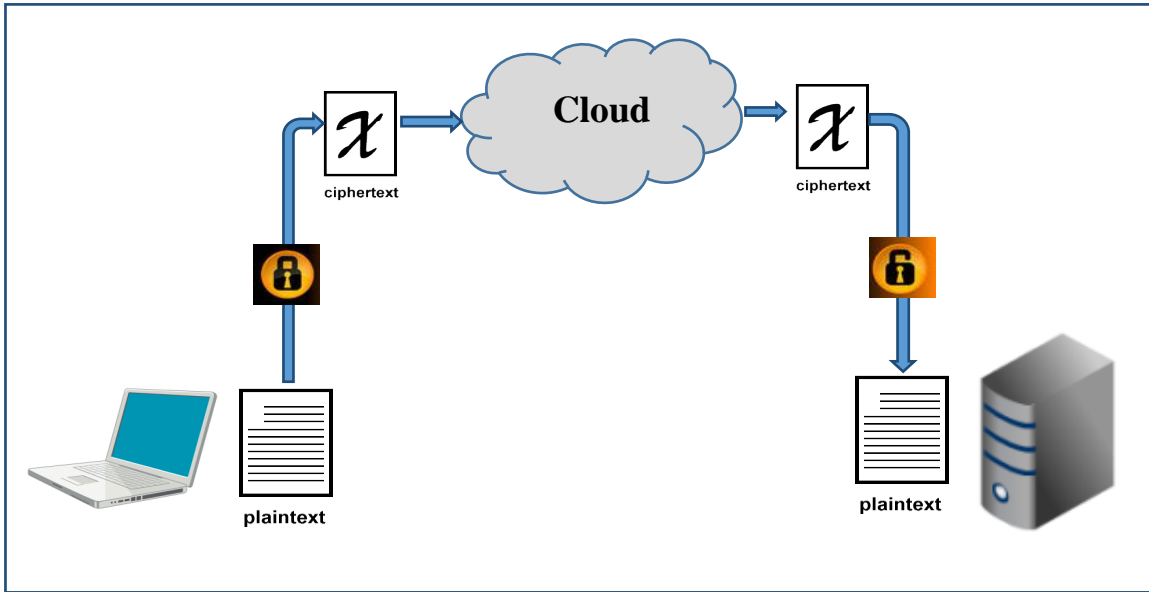 Cloud
X
ciphertext
X
ciphertext
plaintext
plaintext